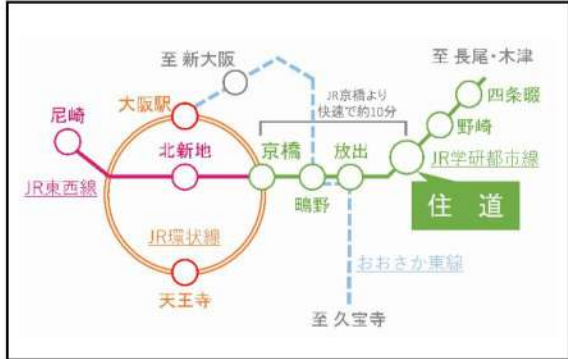 至 新大阪
至 長尾・木津
大阪駅
JR京橋より
快速で約10分
四条畷
尼崎
北新地
京橋
放出
野崎
JR学研都市線
JR東西線
鴫野
住 道
JR環状線
おおさか東線
天王寺
至 久宝寺